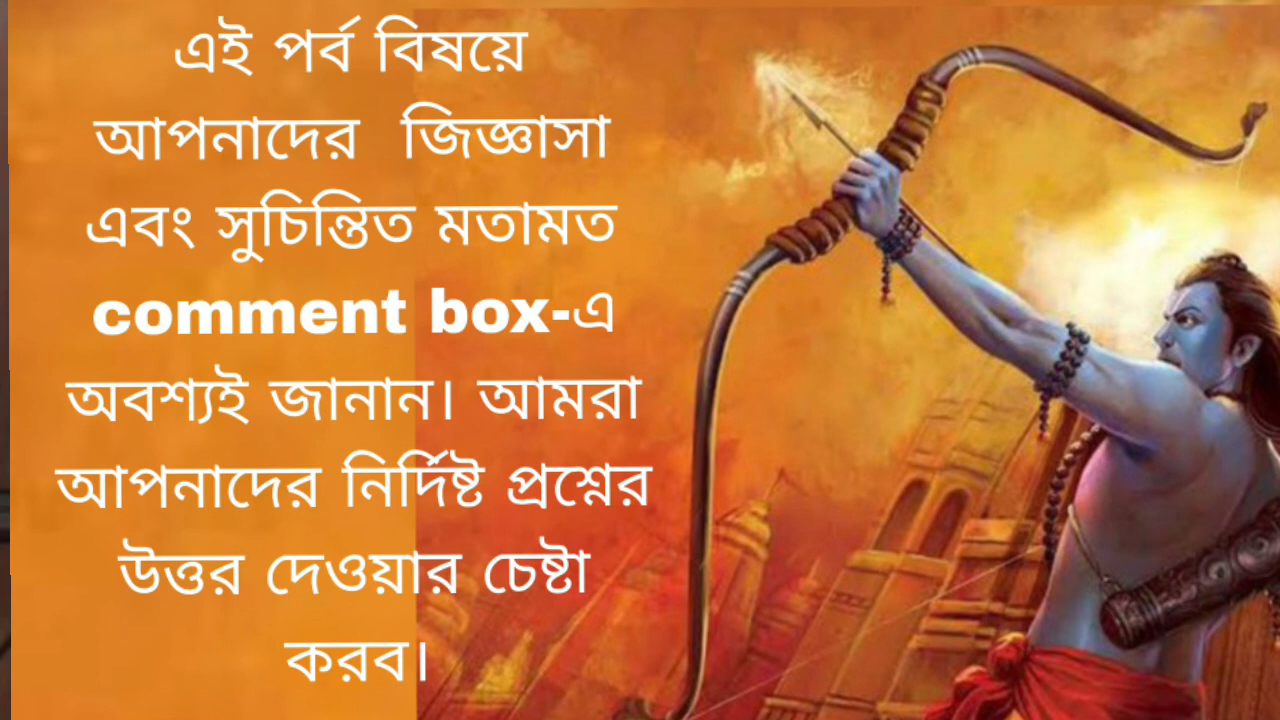 এই পর্ব বিষয়ে
আপনাদের জিজ্ঞাসা
এবং সুচিন্তিত মতামত
comment box-এ
অবশ্যই জানান। আমরা
আপনাদের নির্দিষ্ট প্রশ্নের
উত্তর দেওয়ার চেষ্টা
করব।